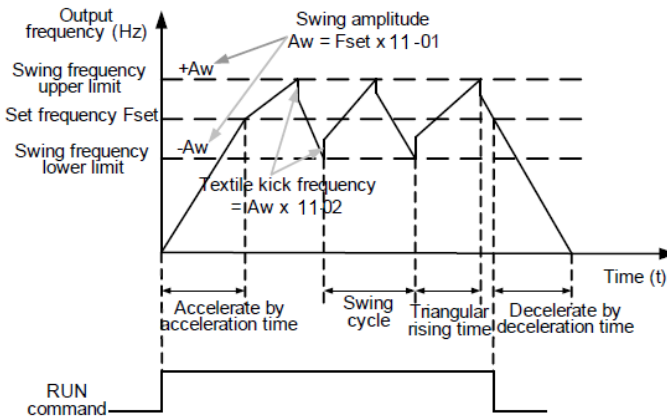 Output
frequency (Hz)
Swing amplitude
Aw = Fset x 11-01
Swing frequency
upper limit
+Aw
Set frequency Fset
-Aw
Swing frequency
lower limit
Textile kick frequency
= Aw x 11-02
Time (t)
Accelerate by
acceleration time
Swing
cycle
Triangular
rising time
Decelerate by
deceleration time
RUN
command